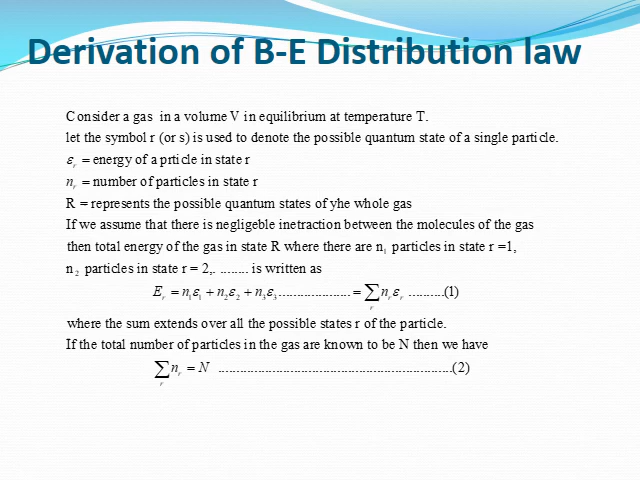 Derivation of B-E Distribution law
Consider a gas in a volume V in equilibrium at temperature T.
let the symbol r (or s) is used to denote the possible quantum state of a single particle.
εᵣ = energy of a prticle in state r
nᵣ = number of particles in state r
R = represents the possible quantum states of yhe whole gas
If we assume that there is negligeble inetraction between the molecules of the gas
then total energy of the gas in state R where there are n₁ particles in state r =1,
n₂ particles in state r = 2,. ........ is written as
Eᵣ = n₁ε₁ + n₂ε₂ + n₃ε₃.................... = ∑ᵣ nᵣεᵣ ..........(1)
where the sum extends over all the possible states r of the particle.
If the total number of particles in the gas are known to be N then we have
∑ᵣ nᵣ = N .................................................................(2)